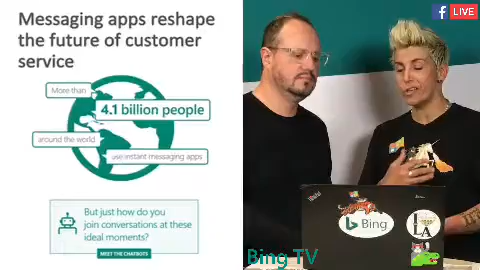 Messaging apps reshape
the future of customer
service
More than
4.1 billion people
around the world
use instant messaging apps
But just how do you
join conversations at these
ideal moments?
MEET THE CHATBOTS
f LIVE
Bing
LA
Bing TV